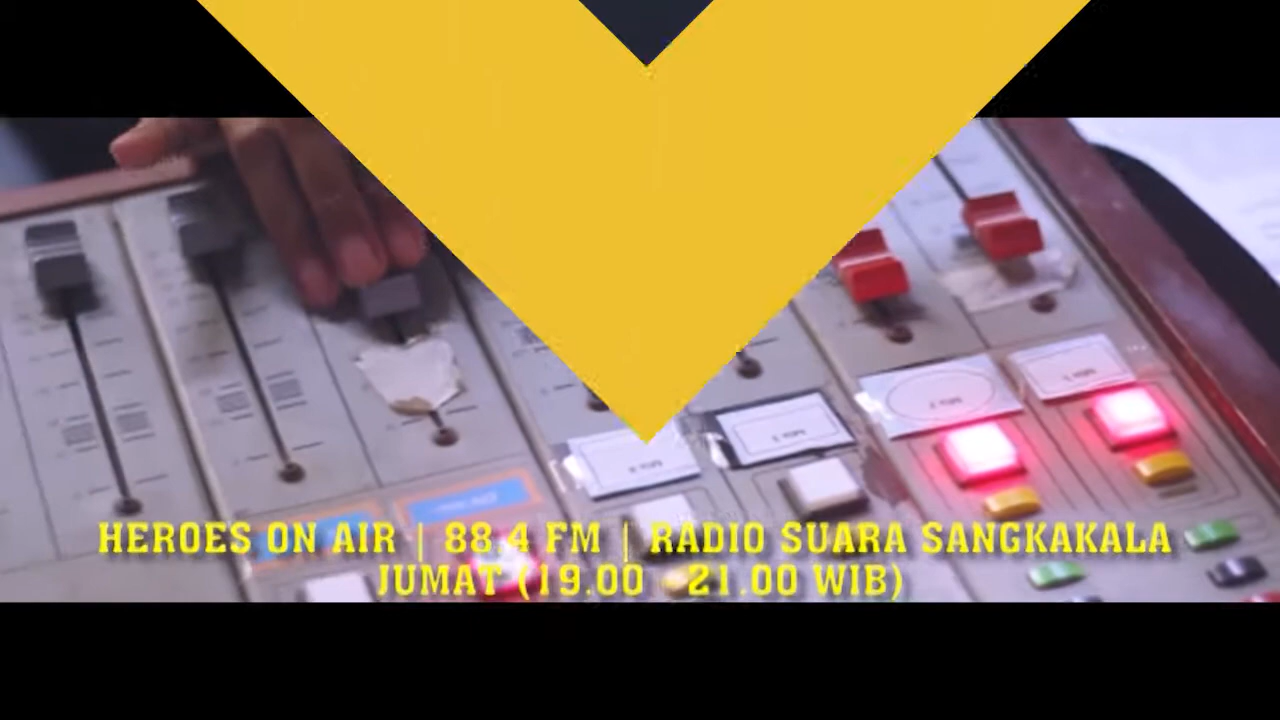 HEROES ON AIR | 88.4 FM | RADIO SUARA SANGKAKALA
JUMAT (19.00 - 21.00 WIB)